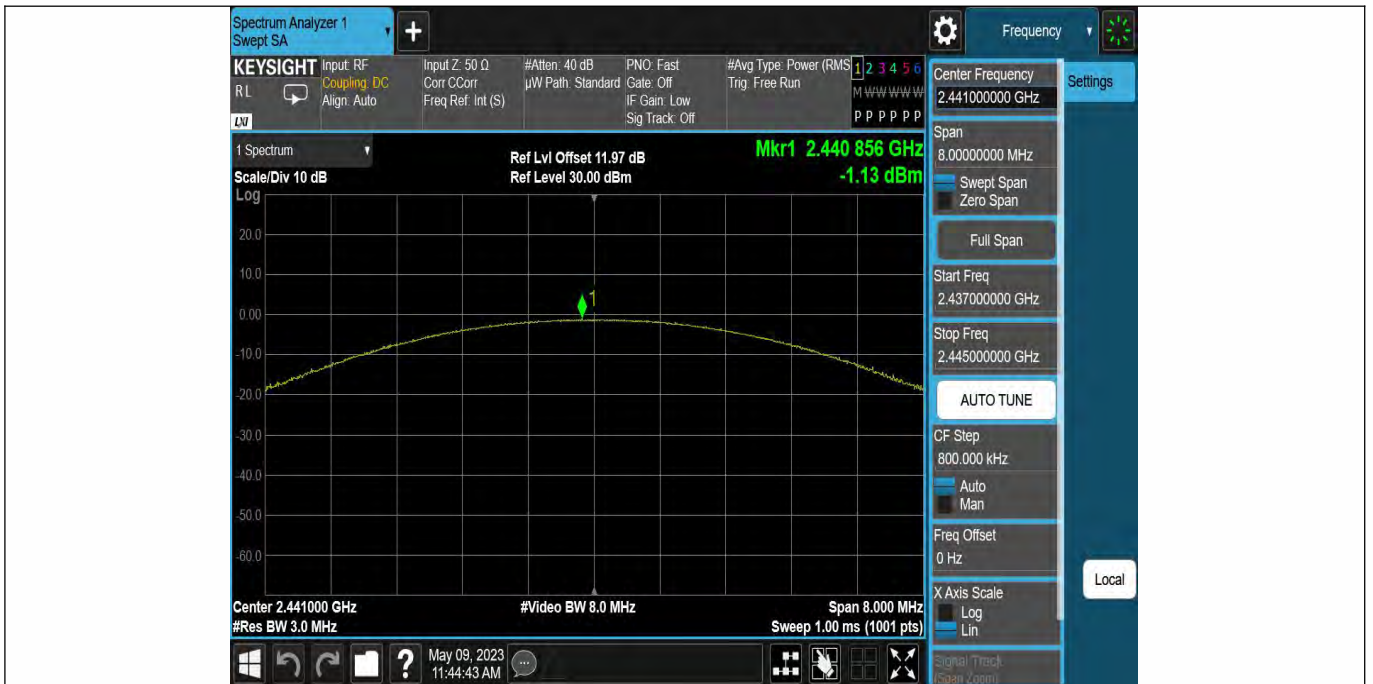 Spectrum Analyzer 1
Swept SA
+
Frequency
KEYSIGHT
RL
LXI
Input: RF
Coupling: DC
Align: Auto
Input Z: 50 Ω
Corr CCorr
Freq Ref: Int (S)
#Atten: 40 dB
µW Path: Standard
PNO: Fast
Gate: Off
IF Gain: Low
Sig Track: Off
#Avg Type: Power (RMS
Trig: Free Run
1 2 3 4 5 6
M W W W W W
P P P P P P
1 Spectrum
Scale/Div 10 dB
Log
Ref Lvl Offset 11.97 dB
Ref Level 30.00 dBm
Mkr1 2.440 856 GHz
-1.13 dBm
20.0
10.0
0.00
-10.0
-20.0
-30.0
-40.0
-50.0
-60.0
1
Center 2.441000 GHz
#Res BW 3.0 MHz
#Video BW 8.0 MHz
Span 8.000 MHz
Sweep 1.00 ms (1001 pts)
?
May 09, 2023
11:44:43 AM
Center Frequency
2.441000000 GHz
Settings
Span
8.00000000 MHz
Swept Span
Zero Span
Full Span
Start Freq
2.437000000 GHz
Stop Freq
2.445000000 GHz
AUTO TUNE
CF Step
800.000 kHz
Auto
Man
Freq Offset
0 Hz
X Axis Scale
Log
Lin
Signal Track
(Span Zoom)
Local